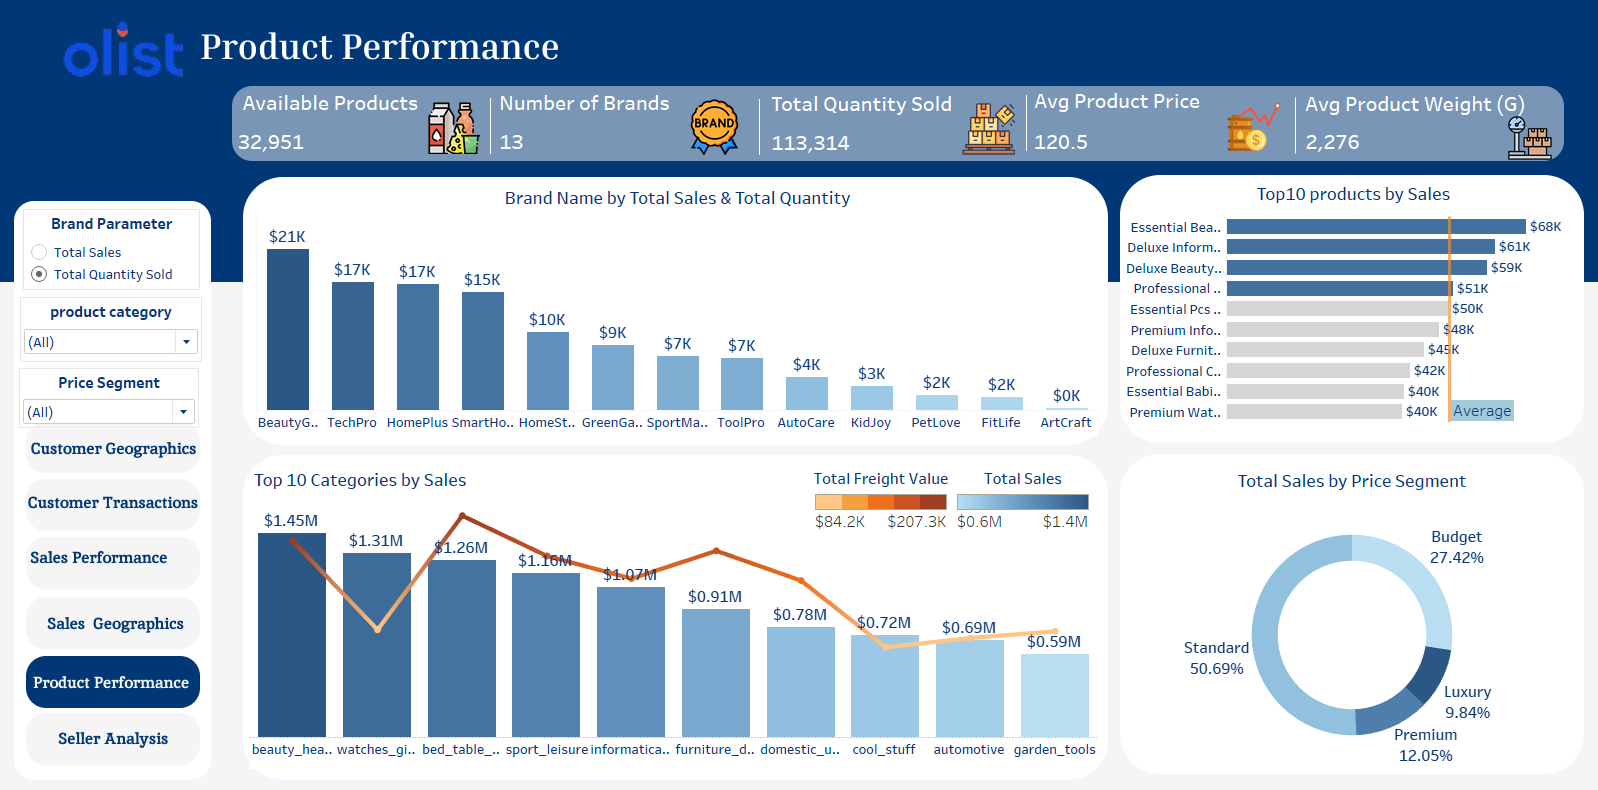 olist Product Performance
Available Products
32,951
Number of Brands
13
BRAND
Total Quantity Sold
113,314
Avg Product Price
120.5
$
Avg Product Weight (G)
2,276
Brand Parameter
Total Sales
Total Quantity Sold
product category
(All)
Price Segment
(All)
Customer Geographics
Customer Transactions
Sales Performance
Sales  Geographics
Product Performance
Seller Analysis
Brand Name by Total Sales & Total Quantity
$21K $17K $17K $15K $10K $9K $7K $7K $4K $3K $2K $2K $0K
BeautyG.. TechPro HomePlus SmartHo.. HomeSt.. GreenGa.. SportMa.. ToolPro AutoCare KidJoy PetLove FitLife ArtCraft
Top10 products by Sales
Essential Bea.. $68K
Deluxe Inform.. $61K
Deluxe Beauty.. $59K
Professional .. $51K
Essential Pcs .. $50K
Premium Info.. $48K
Deluxe Furnit.. $45K
Professional C.. $42K
Essential Babi.. $40K
Premium Wat.. $40K
Average
Top 10 Categories by Sales
Total Freight Value
$84.2K $207.3K
Total Sales
$0.6M $1.4M
$1.45M $1.31M $1.26M $1.16M $1.07M $0.91M $0.78M $0.72M $0.69M $0.59M
beauty_hea.. watches_gi.. bed_table_.. sport_leisure informatica.. furniture_d.. domestic_u.. cool_stuff automotive garden_tools
Total Sales by Price Segment
Budget
27.42%
Standard
50.69%
Luxury
9.84%
Premium
12.05%